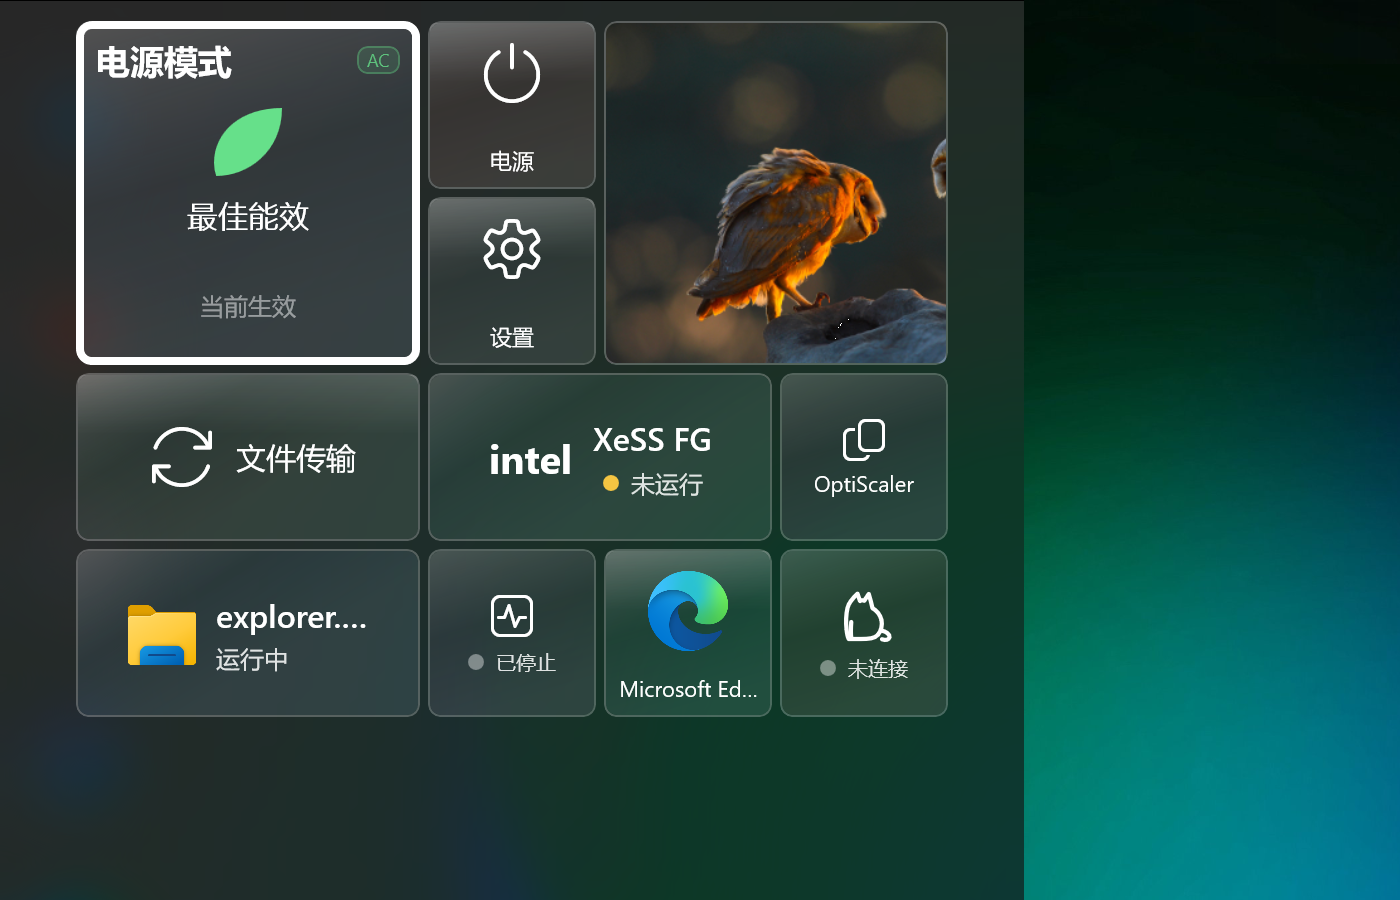 电源模式
AC
最佳能效
当前生效
电源
设置
文件传输
intel
XeSS FG
未运行
OptiScaler
explorer....
运行中
已停止
Microsoft Ed...
未连接